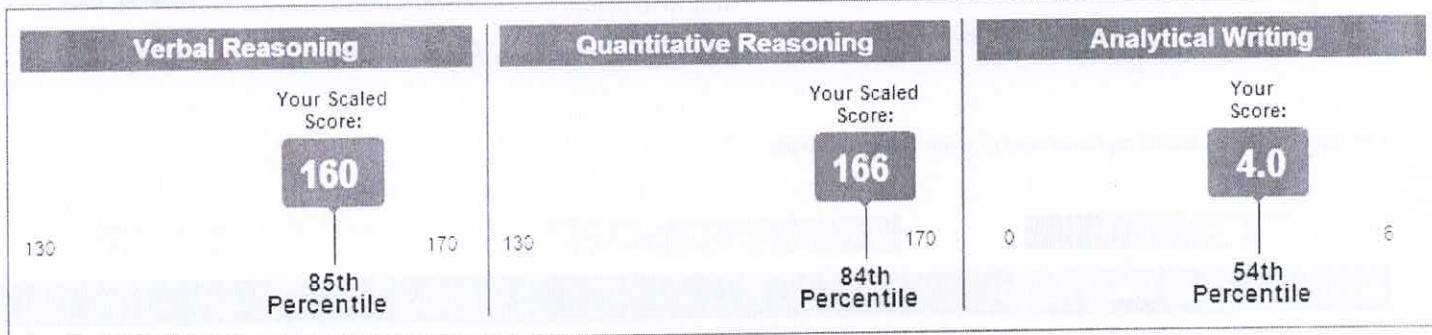 Verbal Reasoning
Your Scaled
Score:
160
130
170
85th
Percentile
Quantitative Reasoning
Your Scaled
Score:
166
130
170
84th
Percentile
Analytical Writing
Your
Score:
4.0
0
6
54th
Percentile